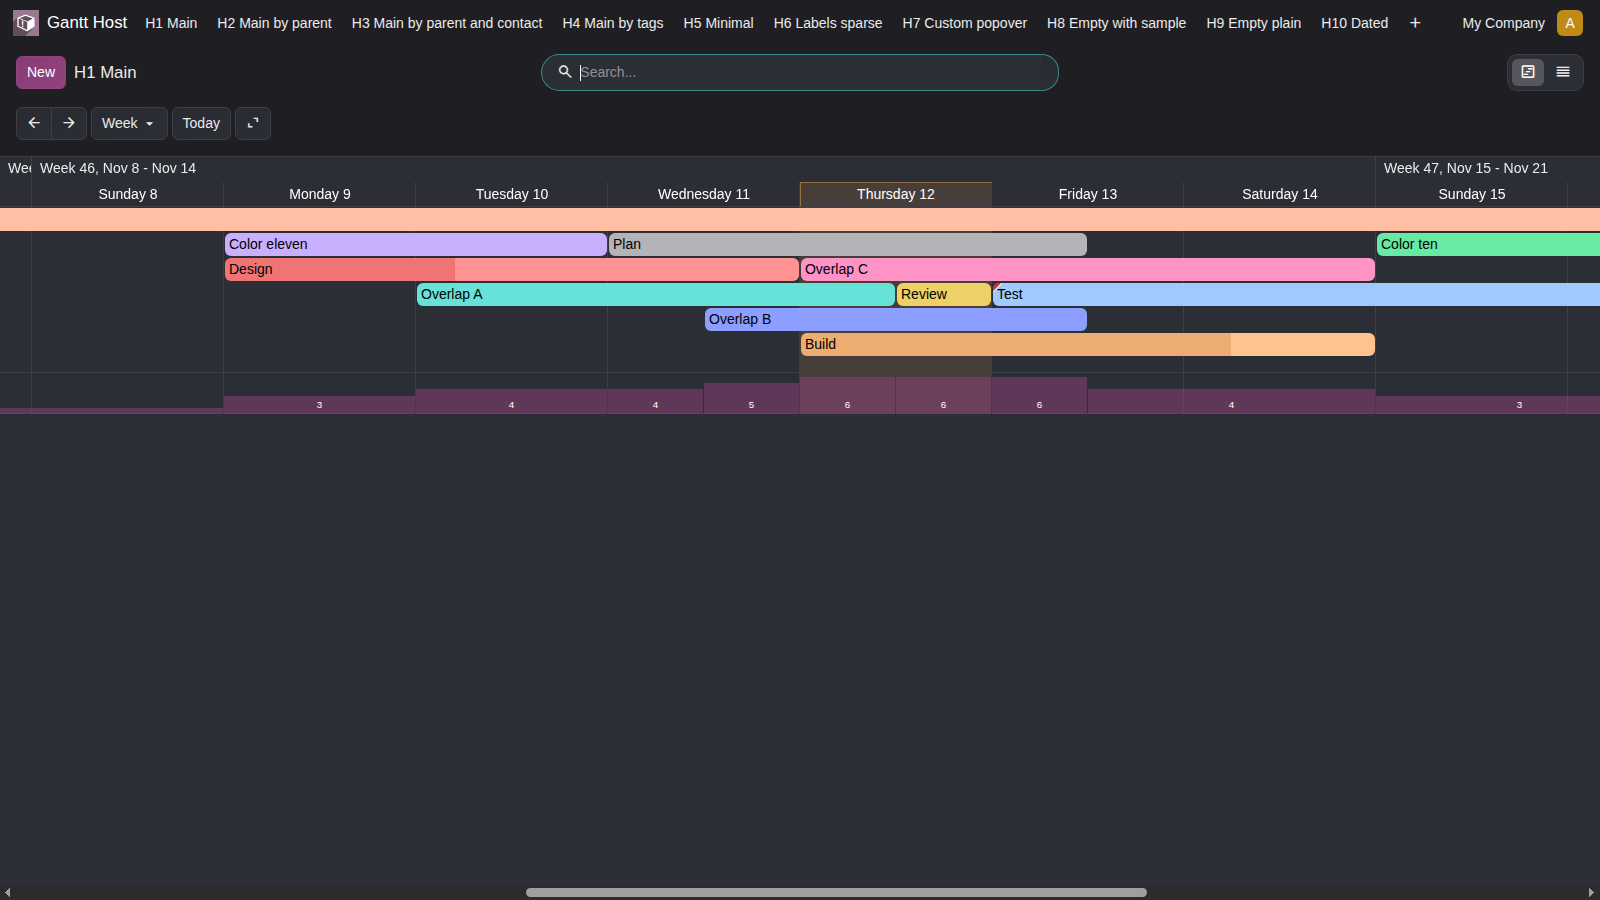 Gantt Host H1 Main H2 Main by parent H3 Main by parent and contact H4 Main by tags H5 Minimal H6 Labels sparse H7 Custom popover H8 Empty with sample H9 Empty plain H10 Dated + My Company A
New H1 Main Search...
Week Today
Week 46, Nov 8 - Nov 14 Week 47, Nov 15 - Nov 21
Sunday 8 Monday 9 Tuesday 10 Wednesday 11 Thursday 12 Friday 13 Saturday 14 Sunday 15
Color eleven Plan Color ten
Design Overlap C
Overlap A Review Test
Overlap B
Build
3 4 4 5 6 6 6 4 3